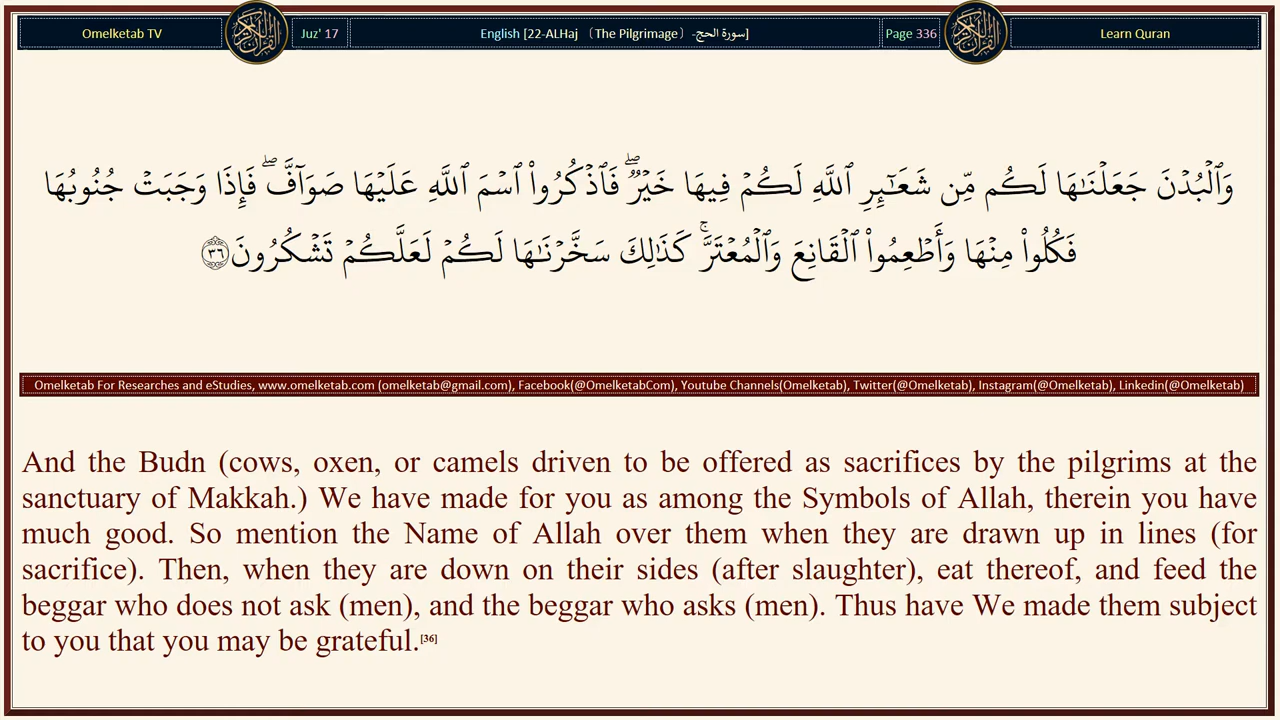 Omelketab TV
Juz' 17
English [22-ALHaj (The Pilgrimage) -سورة الحج]
Page 336
Learn Quran
وَٱلۡبُدۡنَ جَعَلۡنَٰهَا لَكُم مِّن شَعَٰٓئِرِ ٱللَّهِ لَكُمۡ فِيهَا خَيۡرٞۖ فَٱذۡكُرُواْ ٱسۡمَ ٱللَّهِ عَلَيۡهَا صَوَآفَّۖ فَإِذَا وَجَبَتۡ جُنُوبُهَا
فَكُلُواْ مِنۡهَا وَأَطۡعِمُواْ ٱلۡقَانِعَ وَٱلۡمُعۡتَرَّۚ كَذَٰلِكَ سَخَّرۡنَٰهَا لَكُمۡ لَعَلَّكُمۡ تَشۡكُرُونَ ٣٦
Omelketab For Researches and eStudies, www.omelketab.com (omelketab@gmail.com), Facebook(@OmelketabCom), Youtube Channels(Omelketab), Twitter(@Omelketab), Instagram(@Omelketab), Linkedin(@Omelketab)
And the Budn (cows, oxen, or camels driven to be offered as sacrifices by the pilgrims at the
sanctuary of Makkah.) We have made for you as among the Symbols of Allah, therein you have
much good. So mention the Name of Allah over them when they are drawn up in lines (for
sacrifice). Then, when they are down on their sides (after slaughter), eat thereof, and feed the
beggar who does not ask (men), and the beggar who asks (men). Thus have We made them subject
to you that you may be grateful.[36]